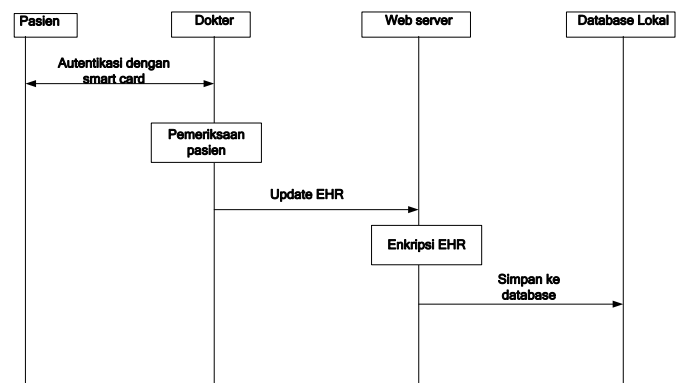 Pasien
Dokter
Web server
Database Lokal
Autentikasi dengan
smart card
Pemeriksaan
pasien
Update EHR
Enkripsi EHR
Simpan ke
database